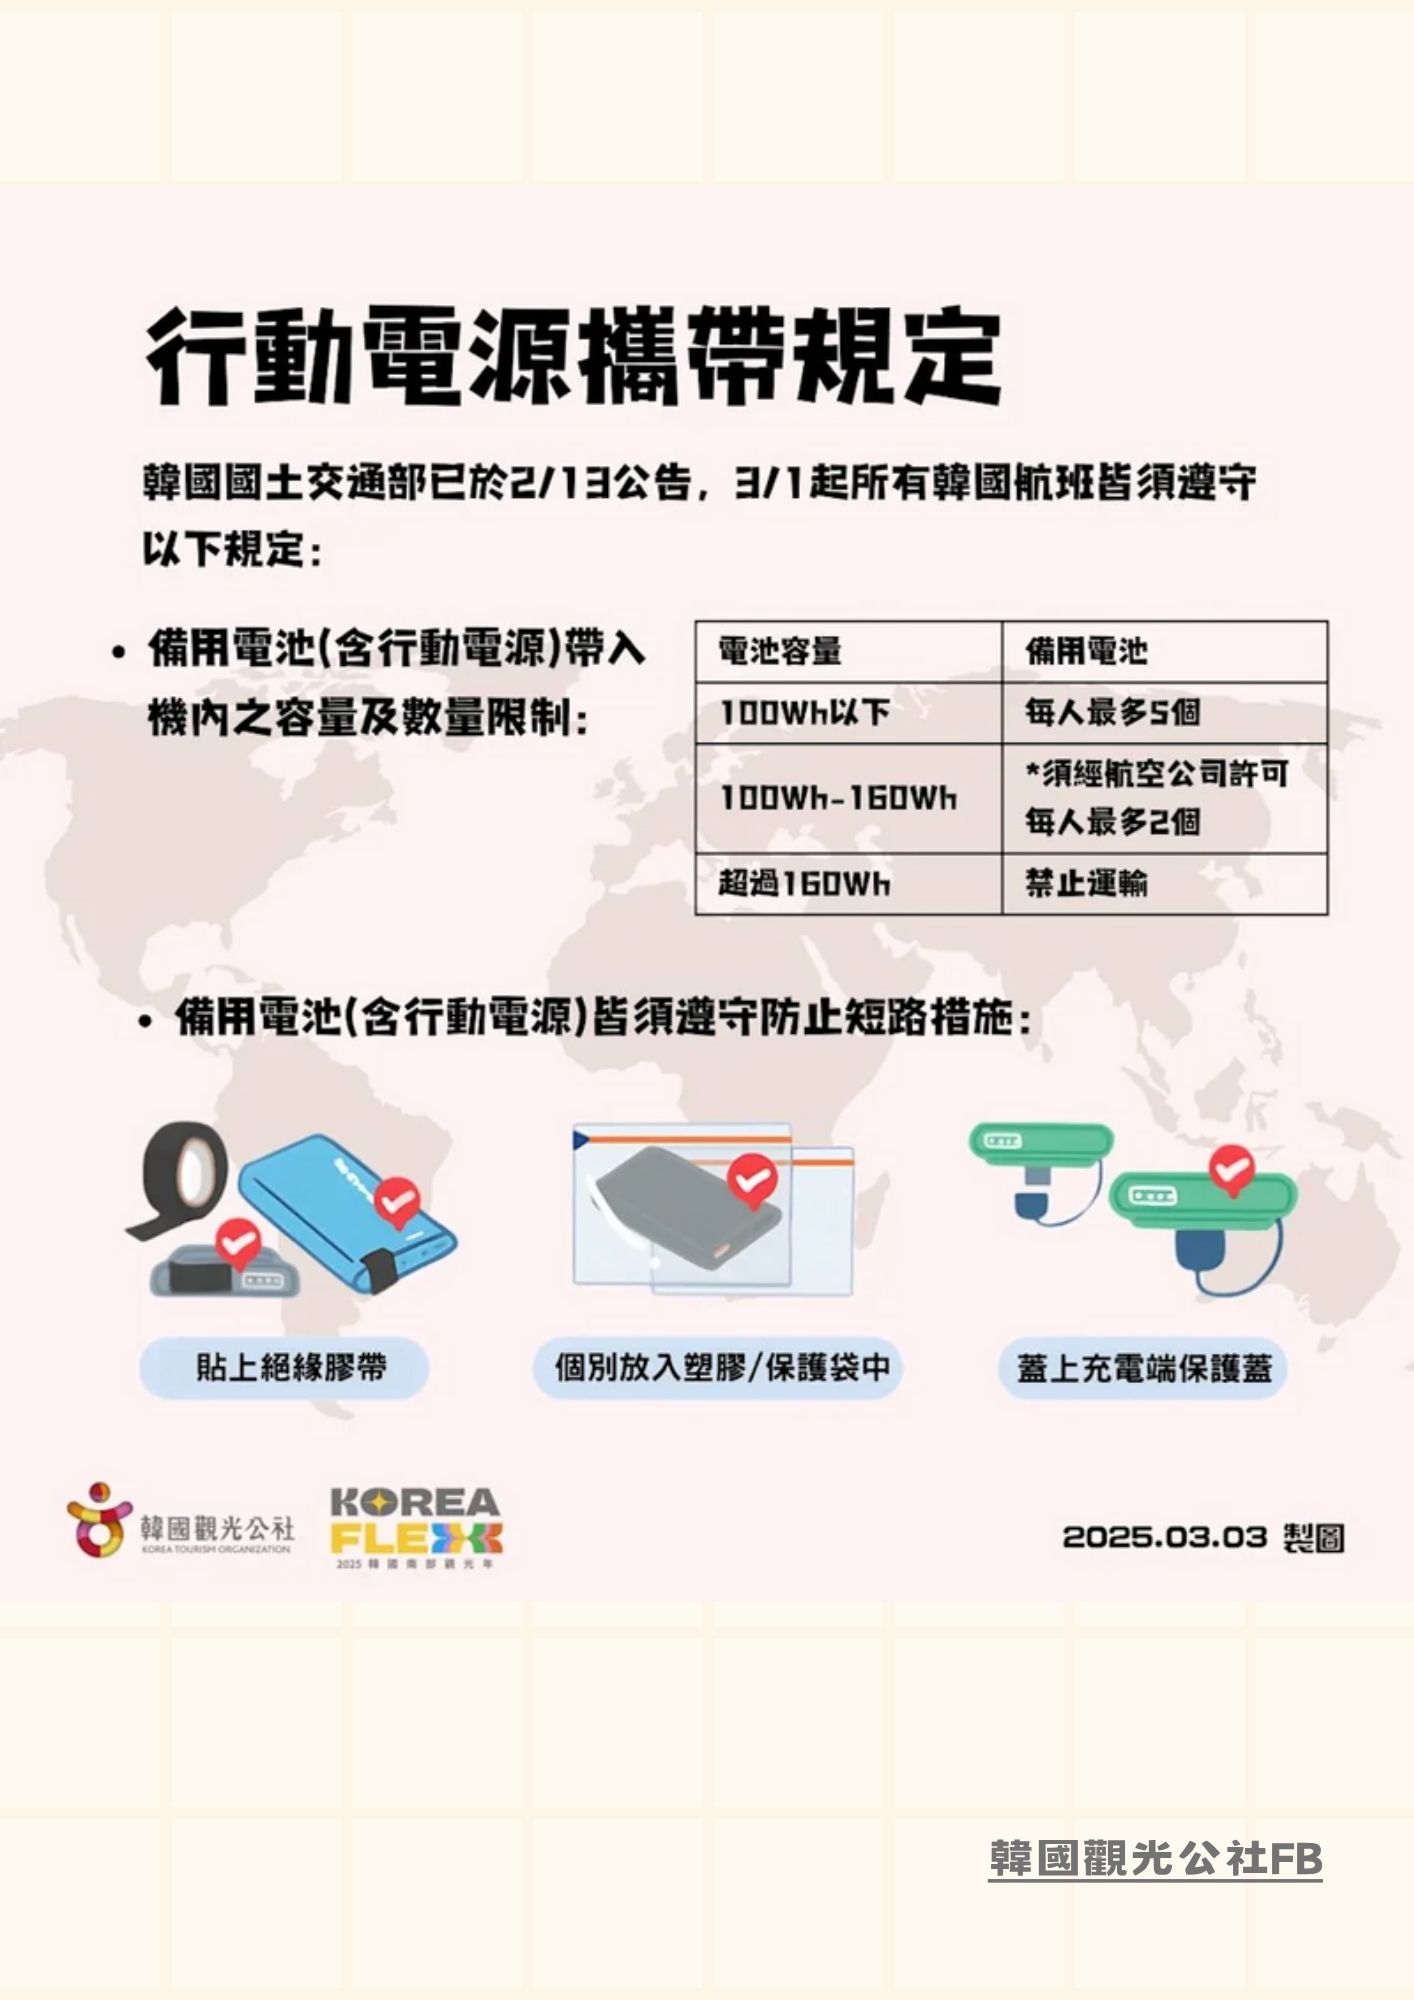 行動電源攜帶規定
韓國國土交通部已於2/13公告，3/1起所有韓國航班皆須遵守
以下規定：
• 備用電池(含行動電源)帶入
機內之容量及數量限制：
電池容量 備用電池
100Wh以下 每人最多5個
100Wh-160Wh *須經航空公司許可
每人最多2個
超過160Wh 禁止運輸
• 備用電池(含行動電源)皆須遵守防止短路措施：
貼上絕緣膠帶
個別放入塑膠/保護袋中
蓋上充電端保護蓋
韓國觀光公社
KOREA TOURISM ORGANIZATION
KOREA
FLEX
2025 韓國南部觀光年
2025.03.03 製圖
韓國觀光公社FB